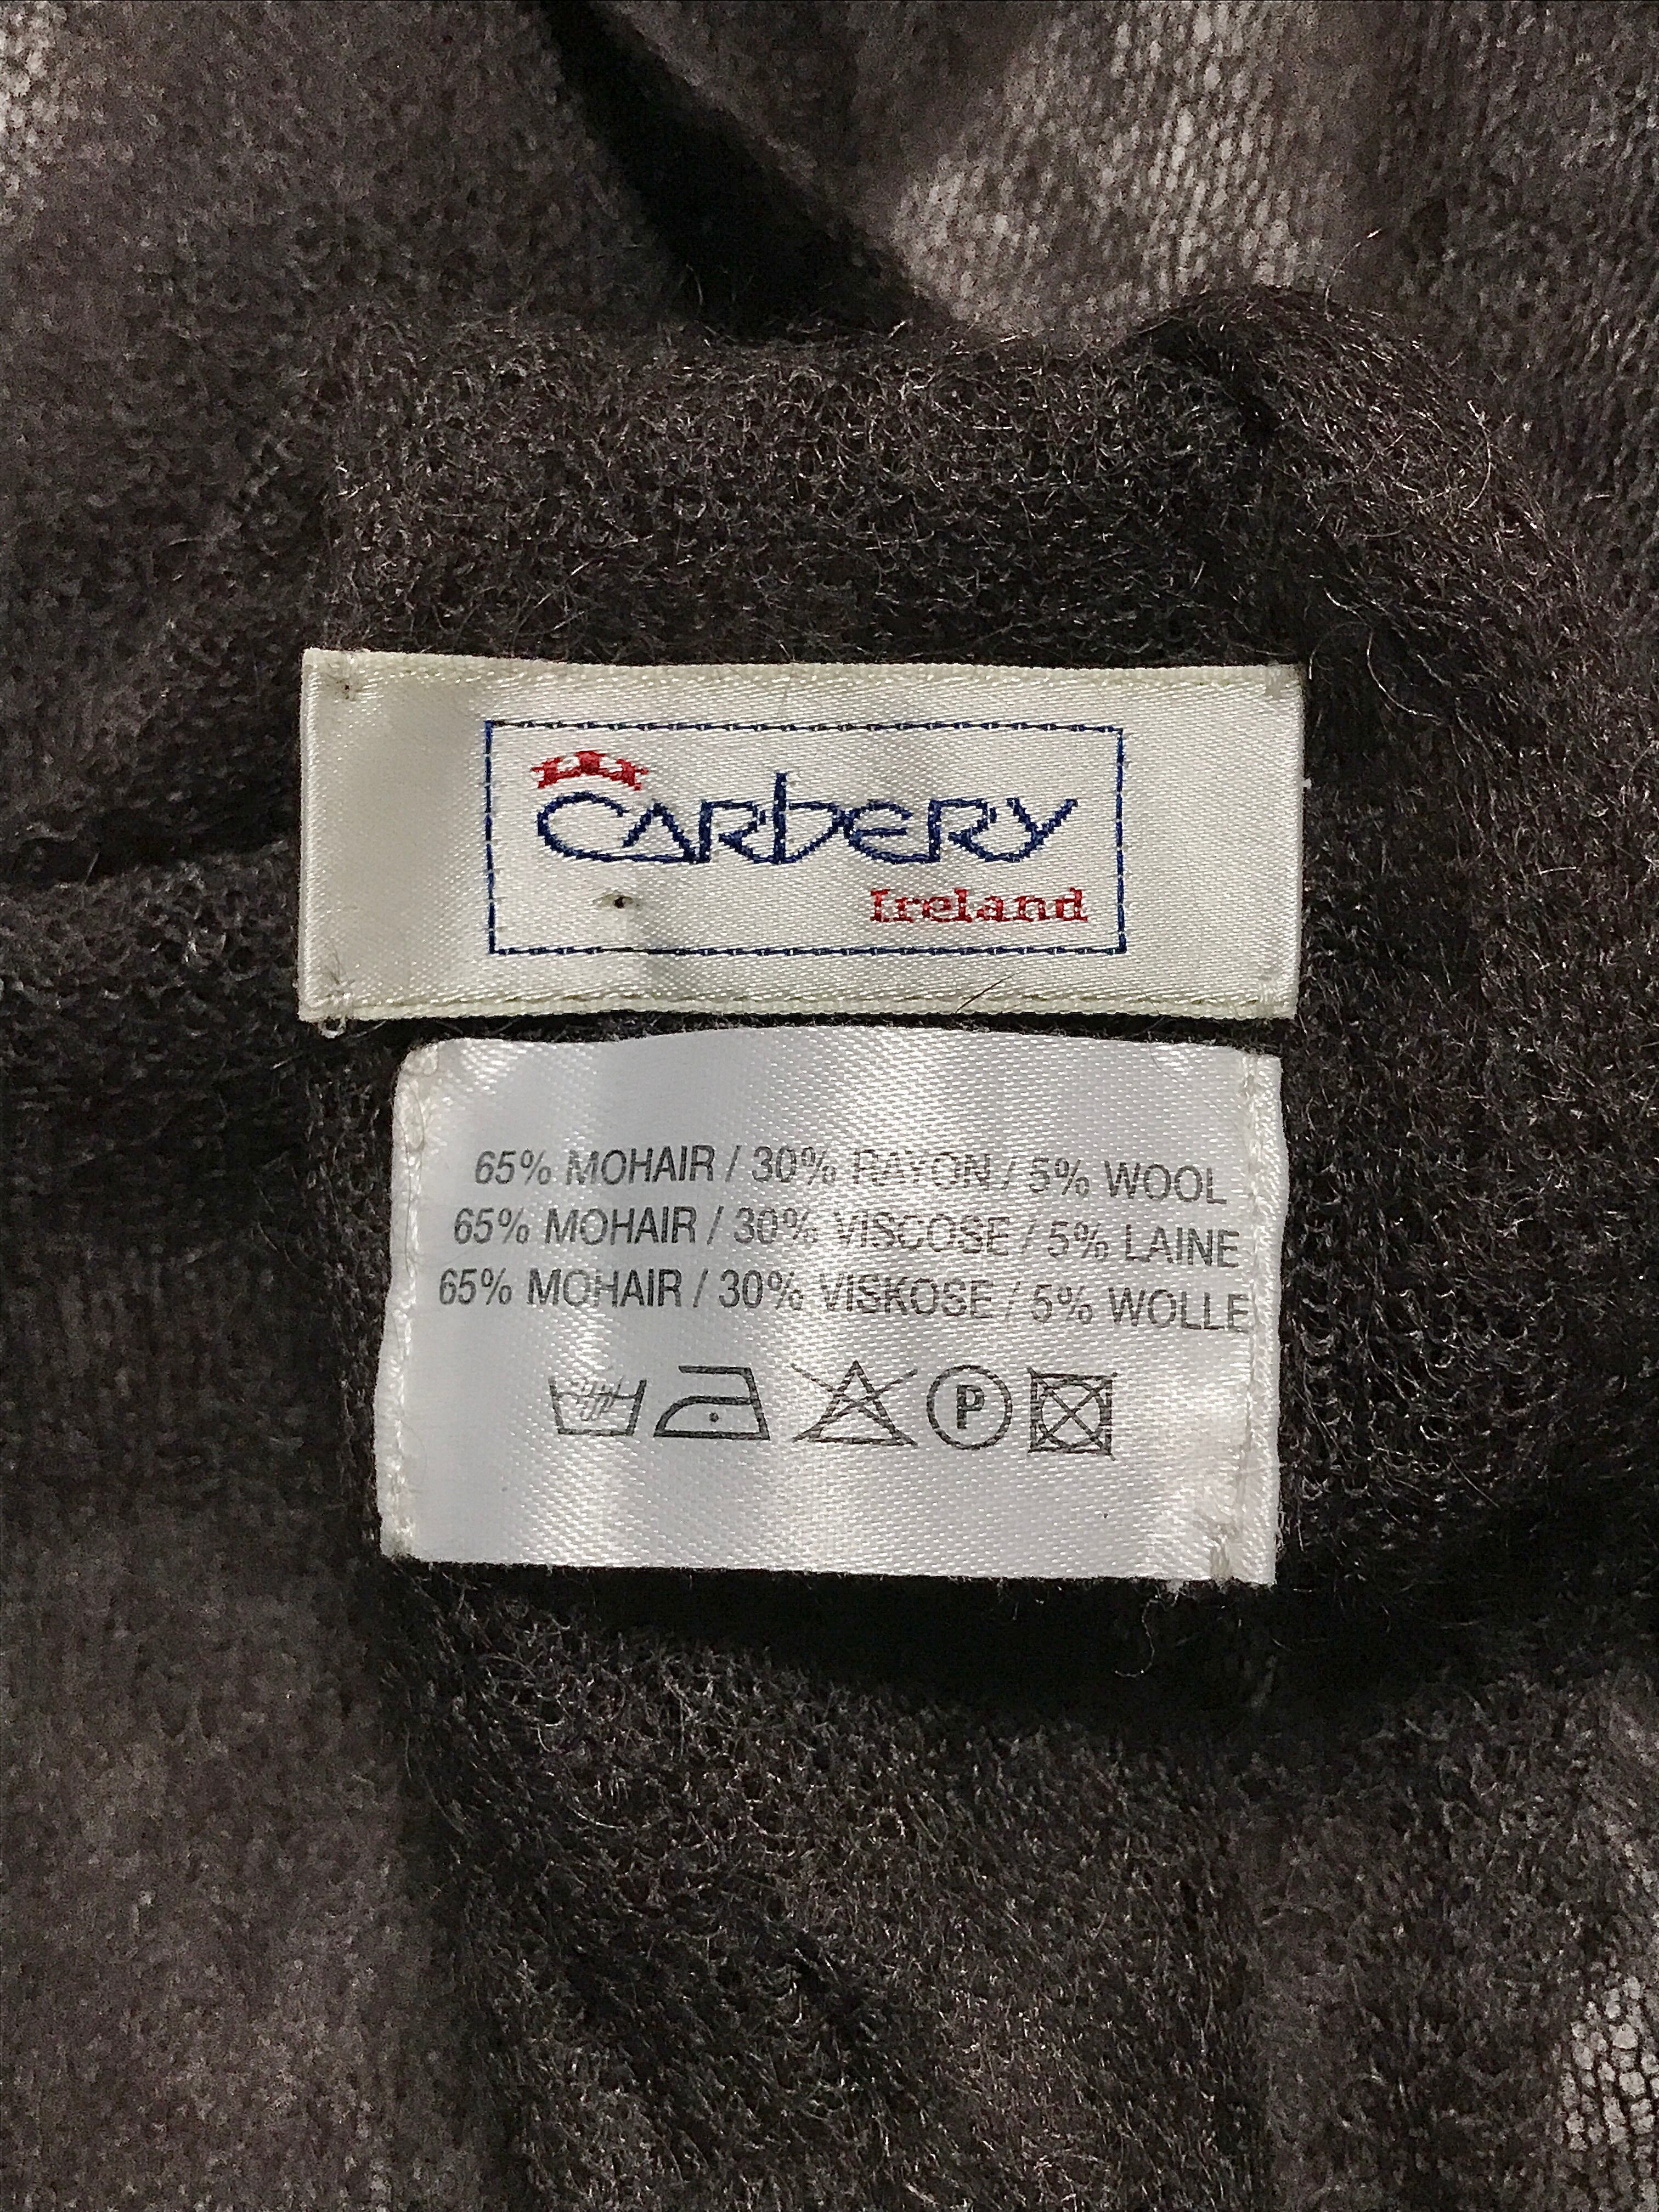 CARbERY
Ireland
65% MOHAIR / 30% RAYON / 5% WOOL
65% MOHAIR / 30% VISCOSE / 5% LAINE
65% MOHAIR / 30% VISKOSE / 5% WOLLE
P